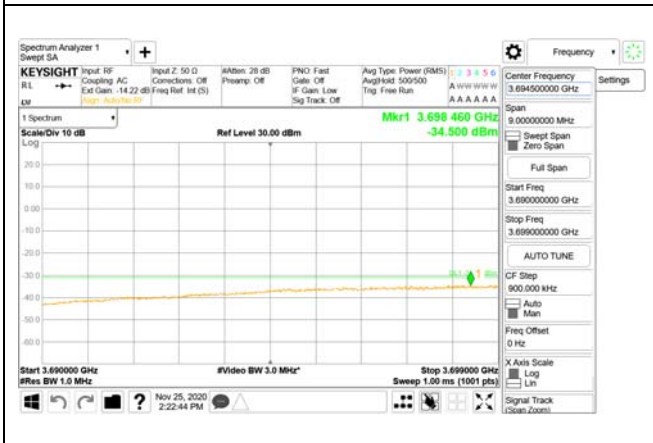 Spectrum Analyzer 1
Swept SA
+
Frequency
KEYSIGHT
Input: RF
Input Z: 50 Ω
#Atten: 28 dB
PNO: Fast
Avg Type: Power (RMS)
1 2 3 4 5 6
RL
Coupling: AC
Corrections: Off
Preamp: Off
Gate: Off
Avg|Hold: 500/500
A W W W W W
Ext Gain: -14.22 dB
Freq Ref: Int (S)
IF Gain: Low
Trig: Free Run
Align: Auto/No RF
Sig Track: Off
A A A A A A
1 Spectrum
Mkr1 3.698 460 GHz
Scale/Div 10 dB
Ref Level 30.00 dBm
-34.500 dBm
Log
20.0
10.0
0.00
-10.0
-20.0
-30.0
1
-40.0
-50.0
-60.0
Start 3.690000 GHz
#Video BW 3.0 MHz*
Stop 3.699000 GHz
#Res BW 1.0 MHz
Sweep 1.00 ms (1001 pts)
?
Nov 25, 2020
2:22:44 PM
Center Frequency
3.694500000 GHz
Settings
Span
9.00000000 MHz
Swept Span
Zero Span
Full Span
Start Freq
3.690000000 GHz
Stop Freq
3.699000000 GHz
AUTO TUNE
CF Step
900.000 kHz
Auto
Man
Freq Offset
0 Hz
X Axis Scale
Log
Lin
Signal Track
(Span Zoom)